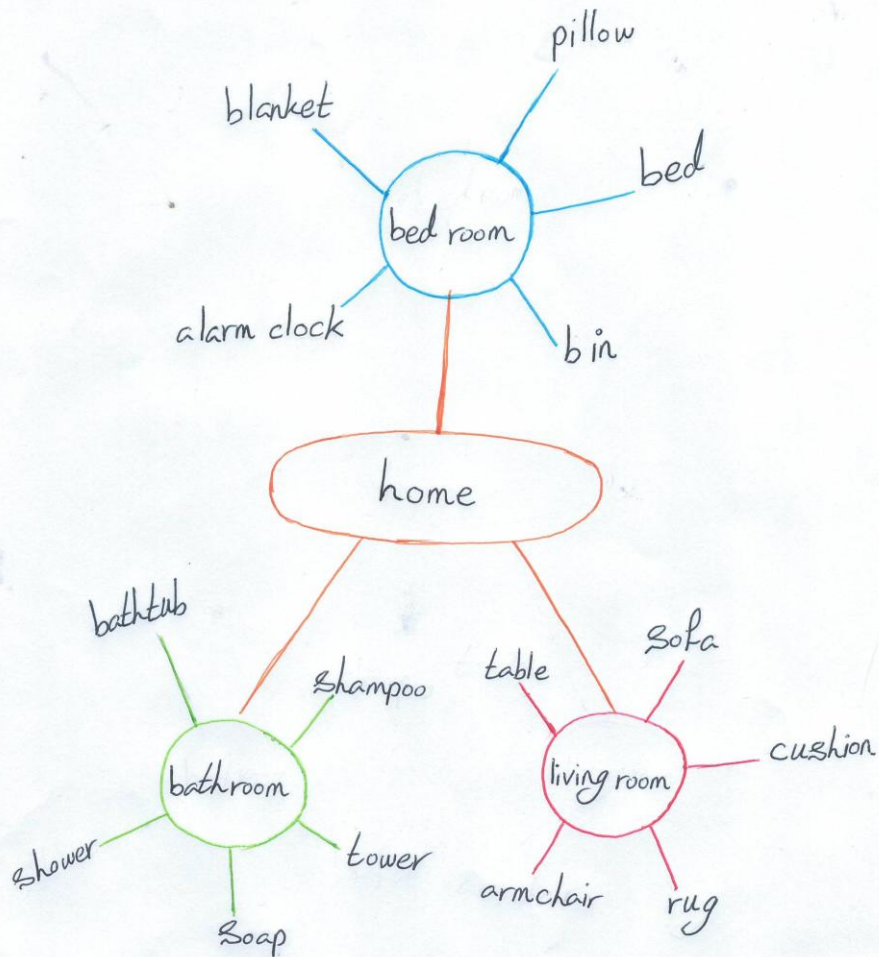 pillow
blanket
bed
bed room
alarm clock
bin
home
bathtub
shampoo
bathroom
shower
tower
soap
sofa
table
cushion
living room
armchair
rug